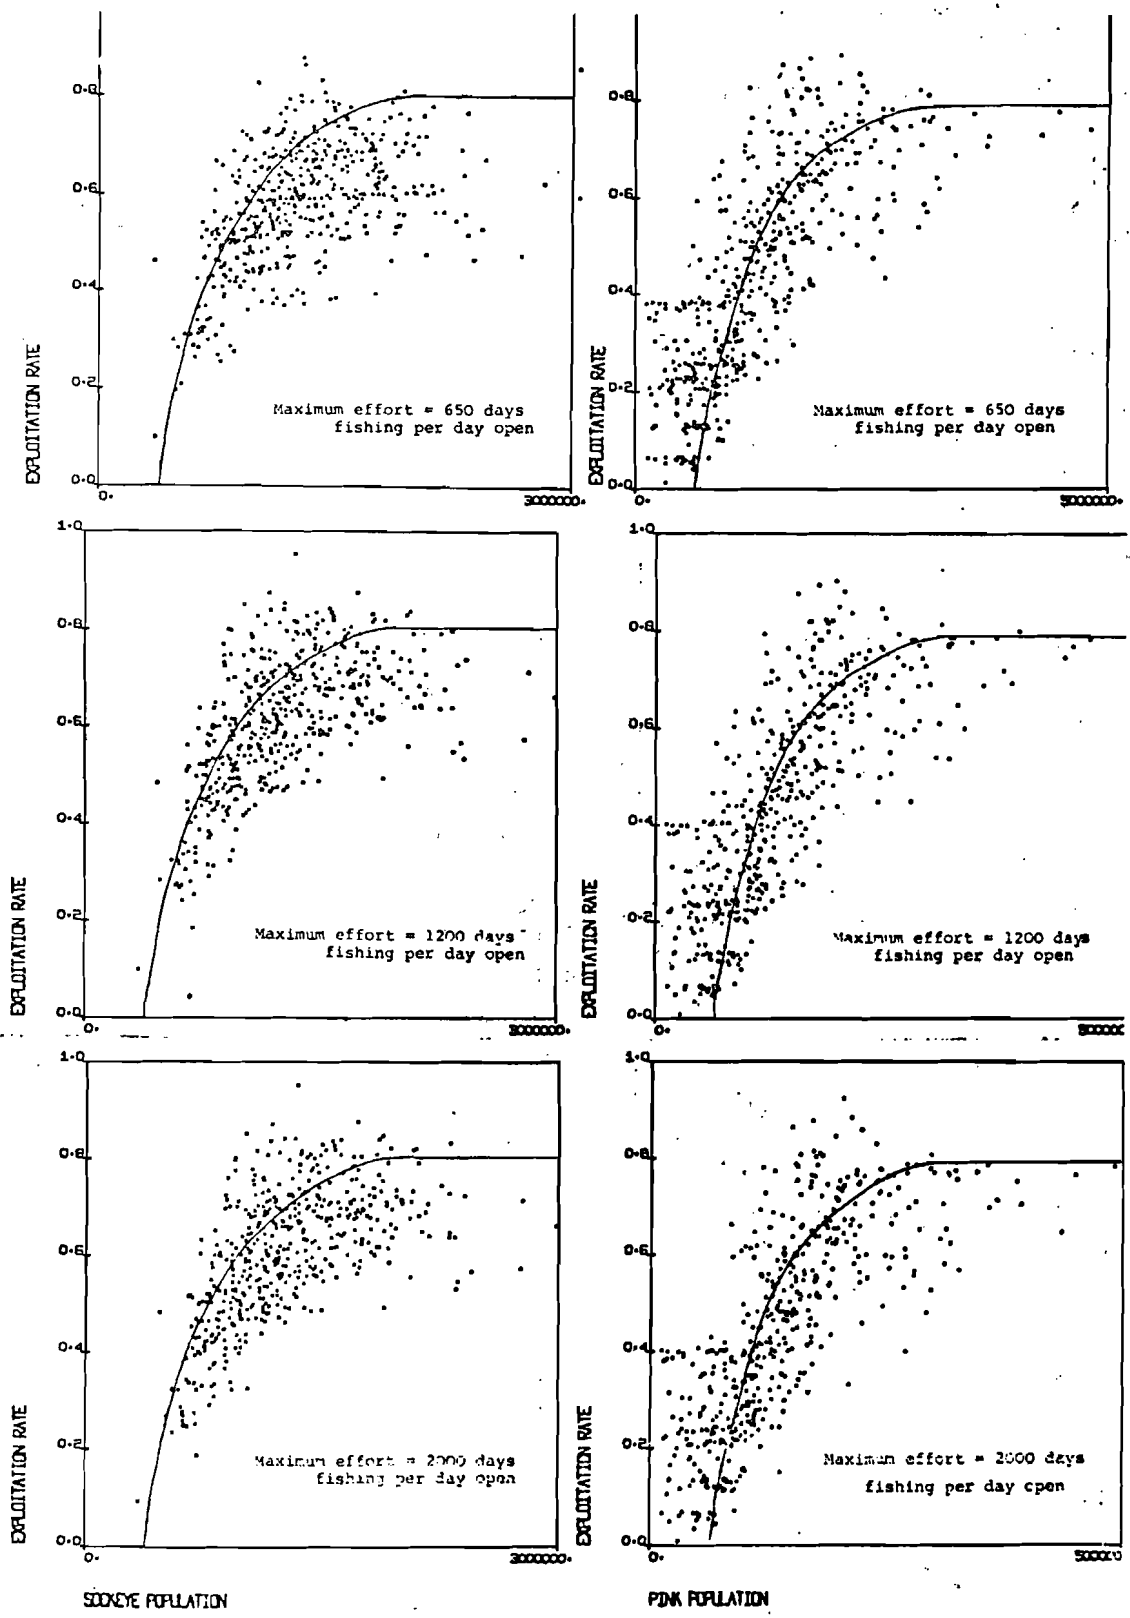 0.8
0.6
0.4
0.2
0.0
EXPLOITATION RATE
Maximum effort = 650 days
fishing per day open
0.
3000000.
0.8
0.6
0.4
0.2
0.0
EXPLOITATION RATE
Maximum effort = 650 days
fishing per day open
0.
5000000.
1.0
0.8
0.6
0.4
0.2
0.0
EXPLOITATION RATE
Maximum effort = 1200 days
fishing per day open
0.
3000000.
1.0
0.8
0.6
0.4
0.2
0.0
EXPLOITATION RATE
Maximum effort = 1200 days
fishing per day open
0.
1.0
0.8
0.6
0.4
0.2
0.0
EXPLOITATION RATE
Maximum effort = 2000 days
fishing per day open
0.
3000000.
SOCKEYE POPULATION
1.0
0.8
0.6
0.4
0.2
0.0
EXPLOITATION RATE
Maximum effort = 2000 days
fishing per day open
0.
PINK POPULATION